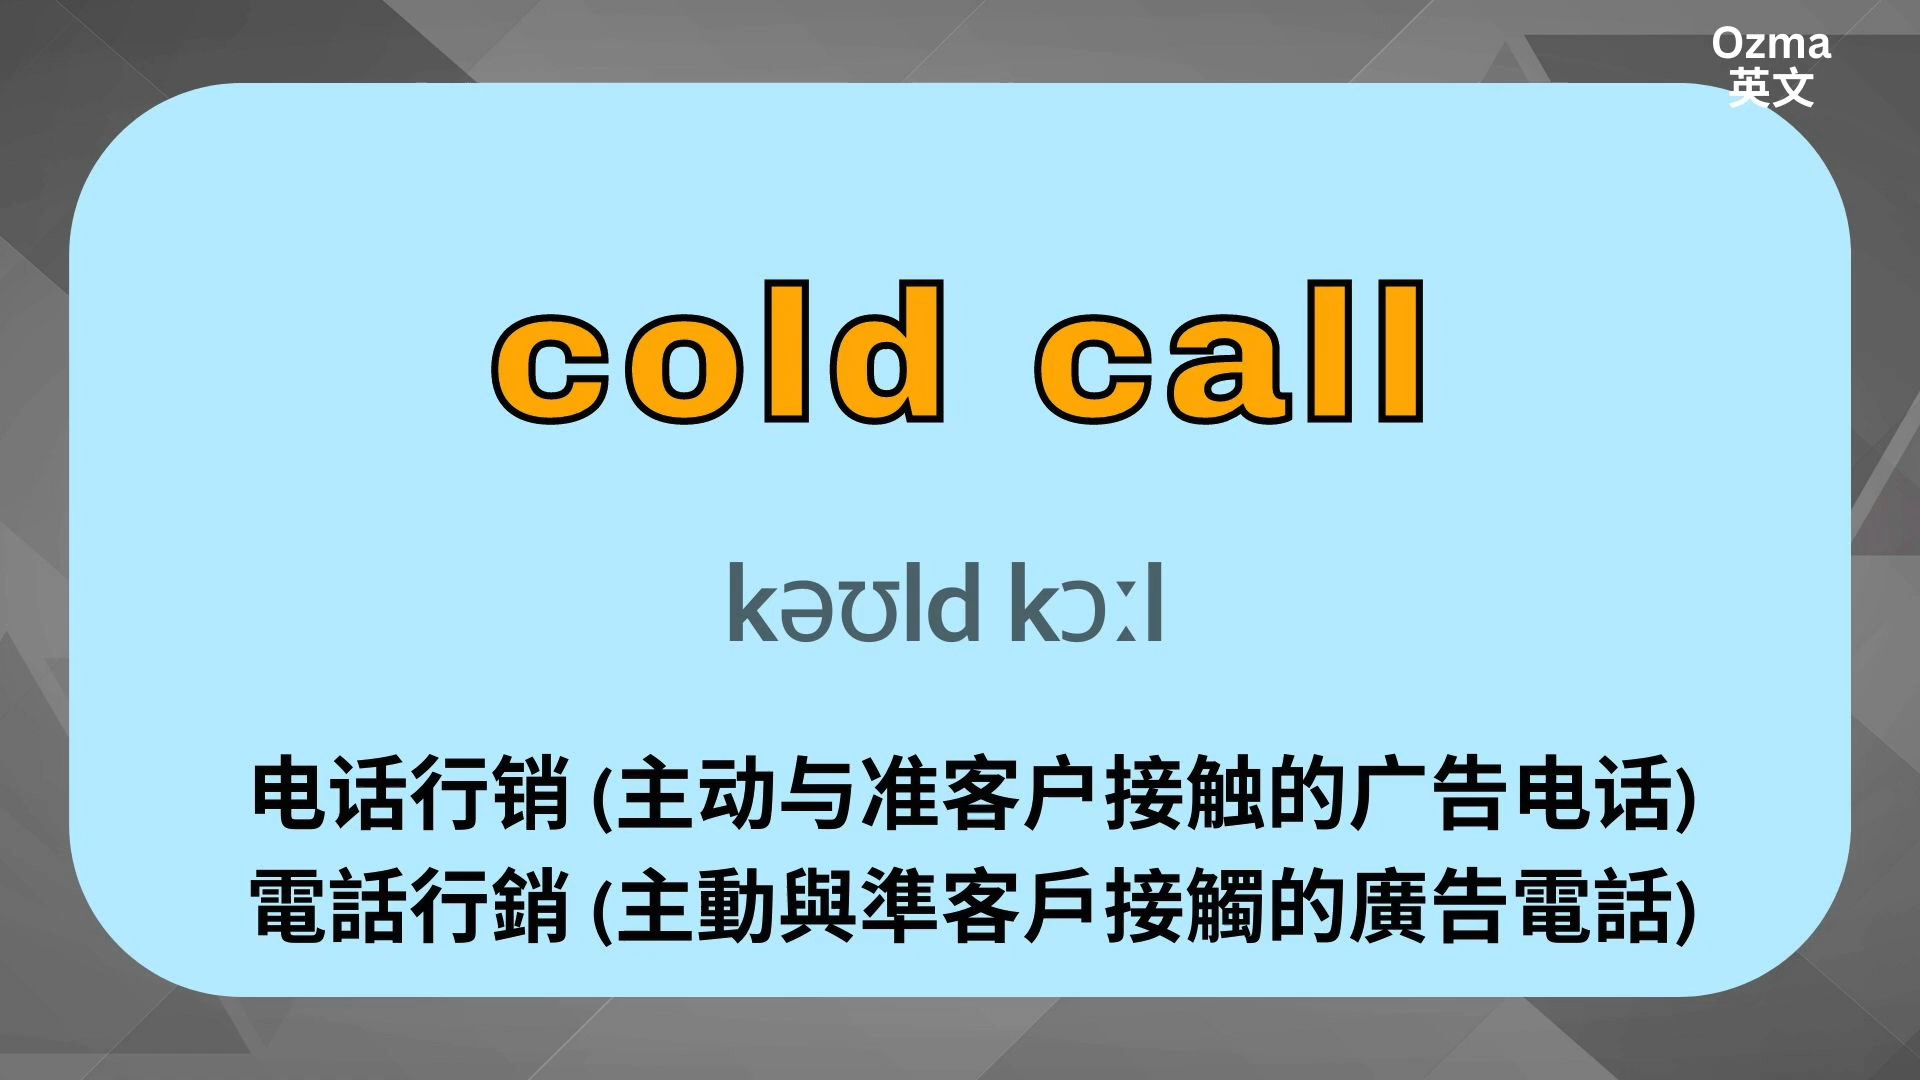 Ozma
英文
cold call
kəʊld kɔːl
电话行销 (主动与准客户接触的广告电话)
電話行銷 (主動與準客戶接觸的廣告電話)